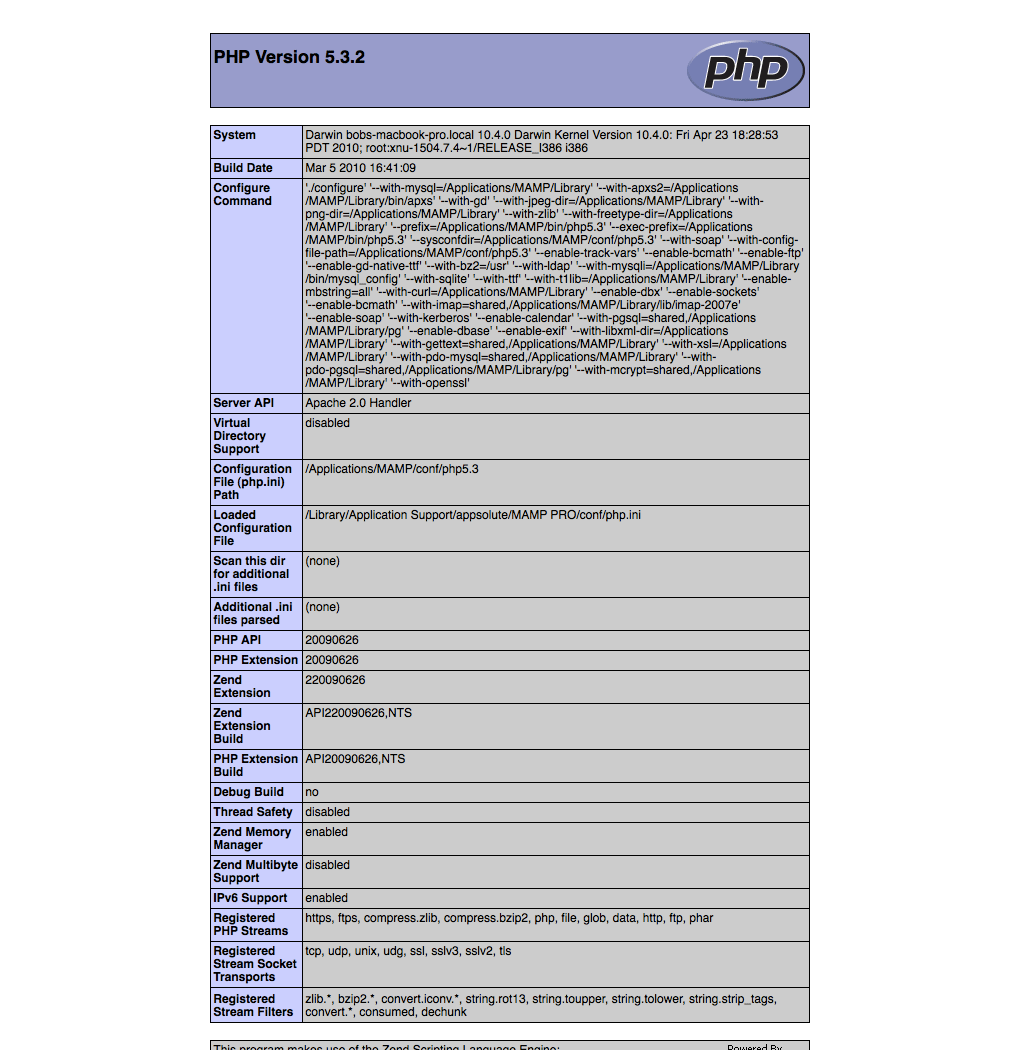 PHP Version 5.3.2
php
System
Darwin bobs-macbook-pro.local 10.4.0 Darwin Kernel Version 10.4.0: Fri Apr 23 18:28:53
PDT 2010; root:xnu-1504.7.4~1/RELEASE_I386 i386
Build Date
Mar 5 2010 16:41:09
Configure
Command
'./configure' '--with-mysql=/Applications/MAMP/Library' '--with-apxs2=/Applications
/MAMP/Library/bin/apxs' '--with-gd' '--with-jpeg-dir=/Applications/MAMP/Library' '--with-
png-dir=/Applications/MAMP/Library' '--with-zlib' '--with-freetype-dir=/Applications
/MAMP/Library' '--prefix=/Applications/MAMP/bin/php5.3' '--exec-prefix=/Applications
/MAMP/bin/php5.3' '--sysconfdir=/Applications/MAMP/conf/php5.3' '--with-soap' '--with-config-
file-path=/Applications/MAMP/conf/php5.3' '--enable-track-vars' '--enable-bcmath' '--enable-ftp'
'--enable-gd-native-ttf' '--with-bz2=/usr' '--with-ldap' '--with-mysqli=/Applications/MAMP/Library
/bin/mysql_config' '--with-sqlite' '--with-ttf' '--with-t1lib=/Applications/MAMP/Library' '--enable-
mbstring=all' '--with-curl=/Applications/MAMP/Library' '--enable-dbx' '--enable-sockets'
'--enable-bcmath' '--with-imap=shared,/Applications/MAMP/Library/lib/imap-2007e'
'--enable-soap' '--with-kerberos' '--enable-calendar' '--with-pgsql=shared,/Applications
/MAMP/Library/pg' '--enable-dbase' '--enable-exif' '--with-libxml-dir=/Applications
/MAMP/Library' '--with-gettext=shared,/Applications/MAMP/Library' '--with-xsl=/Applications
/MAMP/Library' '--with-pdo-mysql=shared,/Applications/MAMP/Library' '--with-
pdo-pgsql=shared,/Applications/MAMP/Library/pg' '--with-mcrypt=shared,/Applications
/MAMP/Library' '--with-openssl'
Server API
Apache 2.0 Handler
Virtual
Directory
Support
disabled
Configuration
File (php.ini)
Path
/Applications/MAMP/conf/php5.3
Loaded
Configuration
File
/Library/Application Support/appsolute/MAMP PRO/conf/php.ini
Scan this dir
for additional
.ini files
(none)
Additional .ini
files parsed
(none)
PHP API
20090626
PHP Extension
20090626
Zend
Extension
220090626
Zend
Extension
Build
API220090626,NTS
PHP Extension
Build
API20090626,NTS
Debug Build
no
Thread Safety
disabled
Zend Memory
Manager
enabled
Zend Multibyte
Support
disabled
IPv6 Support
enabled
Registered
PHP Streams
https, ftps, compress.zlib, compress.bzip2, php, file, glob, data, http, ftp, phar
Registered
Stream Socket
Transports
tcp, udp, unix, udg, ssl, sslv3, sslv2, tls
Registered
Stream Filters
zlib.*, bzip2.*, convert.iconv.*, string.rot13, string.toupper, string.tolower, string.strip_tags,
convert.*, consumed, dechunk
This program makes use of the Zend Scripting Language Engine:
Powered By